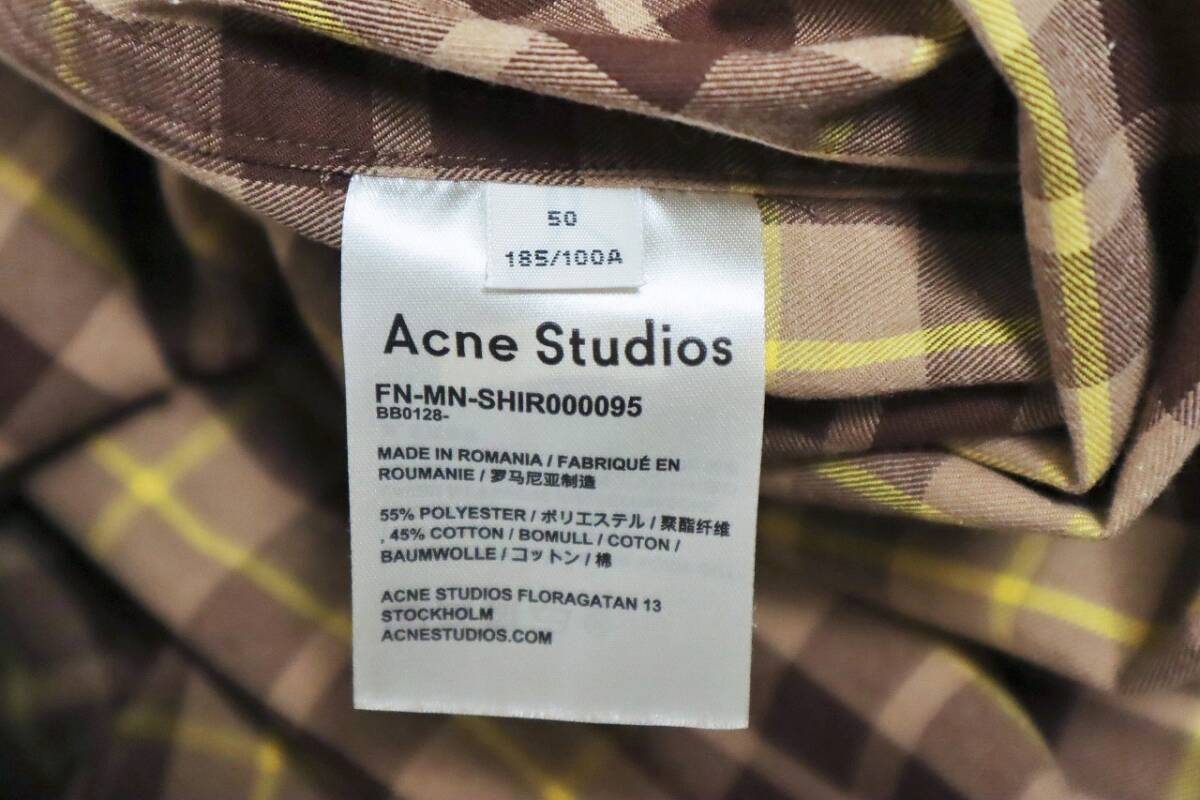 50
185/100A
Acne Studios
FN-MN-SHIR000095
BB0128-
MADE IN ROMANIA / FABRIQUÉ EN
ROUMANIE / 罗马尼亚制造
55% POLYESTER / ポリエステル / 聚酯纤维
, 45% COTTON / BOMULL / COTON /
BAUMWOLLE / コットン / 棉
ACNE STUDIOS FLORAGATAN 13
STOCKHOLM
ACNESTUDIOS.COM